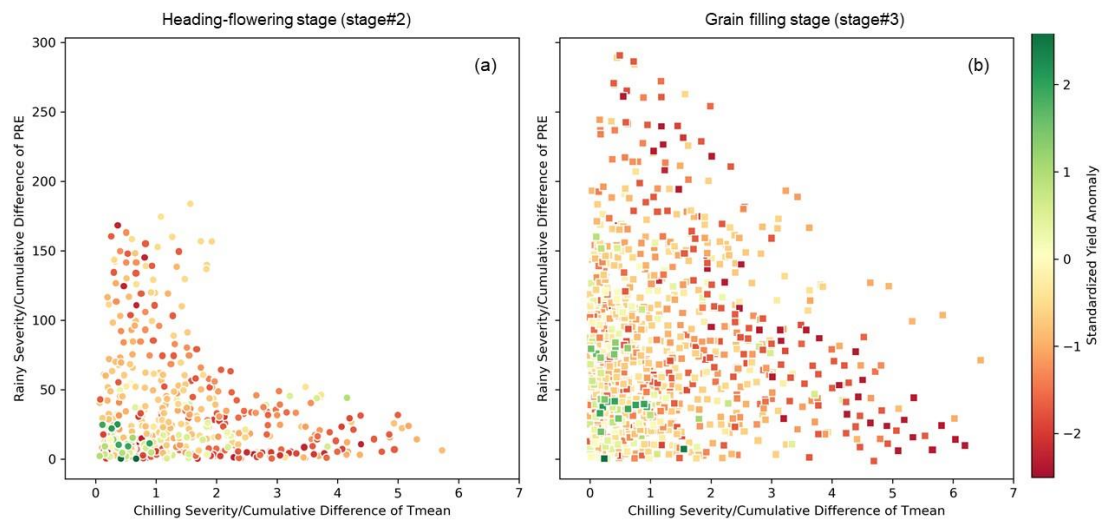 Heading-flowering stage (stage#2)
Grain filling stage (stage#3)
(a)
(b)
Rainy Severity/Cumulative Difference of PRE
300
250
200
150
100
50
0
0 1 2 3 4 5 6 7
Chilling Severity/Cumulative Difference of Tmean
Rainy Severity/Cumulative Difference of PRE
0 1 2 3 4 5 6 7
Chilling Severity/Cumulative Difference of Tmean
2
1
0
−1
−2
Standardized Yield Anomaly